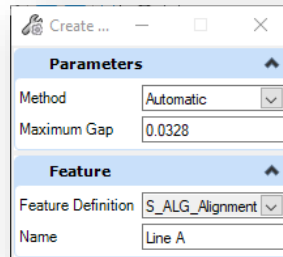 Create ...
Parameters
Method Automatic
Maximum Gap 0.0328
Feature
Feature Definition S_ALG_Alignment
Name Line A